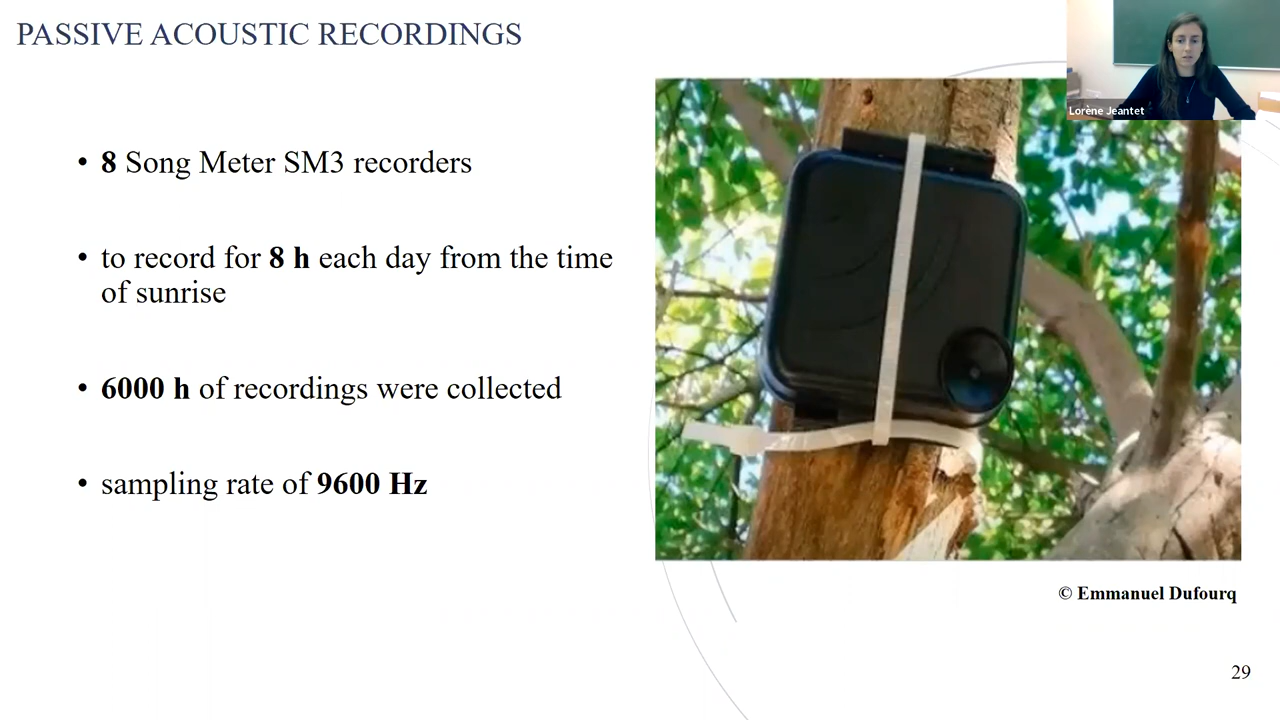 PASSIVE ACOUSTIC RECORDINGS
Lorène Jeantet
• 8 Song Meter SM3 recorders
• to record for 8 h each day from the time
of sunrise
• 6000 h of recordings were collected
• sampling rate of 9600 Hz
© Emmanuel Dufourq
29